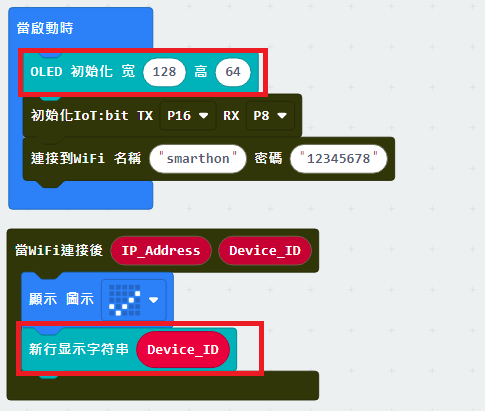 當啟動時
OLED 初始化 宽 128 高 64
初始化IoT:bit TX P16 RX P8
連接到WiFi 名稱 "smarthon" 密碼 "12345678"
當WiFi連接後 IP_Address Device_ID
顯示 圖示
新行显示字符串 Device_ID